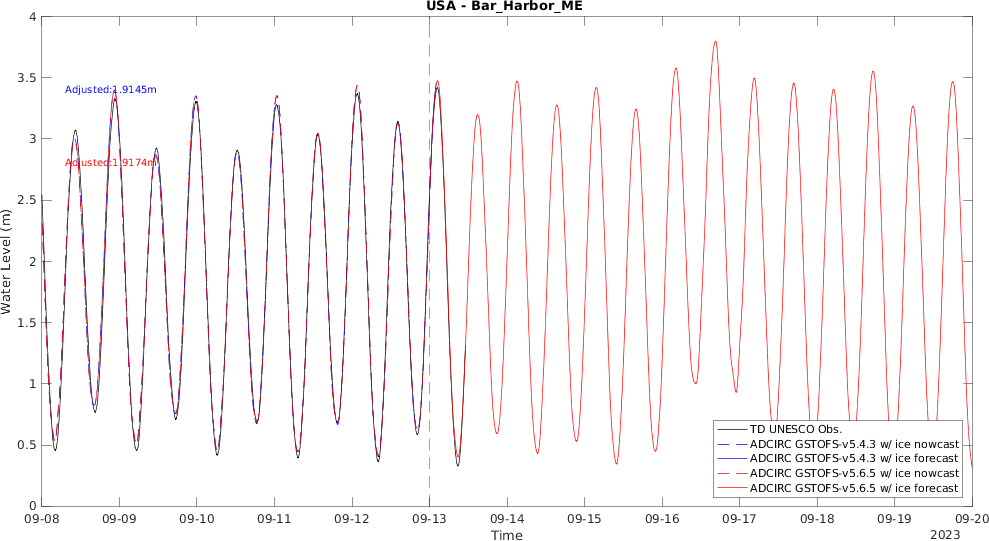 USA - Bar_Harbor_ME
4
3.5
3
2.5
2
1.5
1
0.5
0
Water Level (m)
Adjusted:1.9145m
Adjusted:1.9174m
TD UNESCO Obs.
ADCIRC GSTOFS-v5.4.3 w/ ice nowcast
ADCIRC GSTOFS-v5.4.3 w/ ice forecast
ADCIRC GSTOFS-v5.6.5 w/ ice nowcast
ADCIRC GSTOFS-v5.6.5 w/ ice forecast
09-08 09-09 09-10 09-11 09-12 09-13 09-14 09-15 09-16 09-17 09-18 09-19 09-20
Time
2023